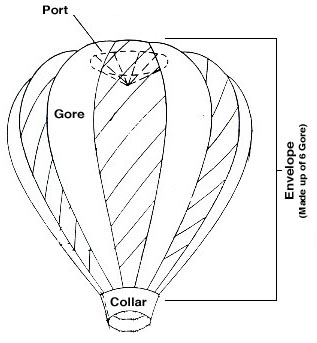 Port
Gore
Envelope
(Made up of 6 Gore)
Collar